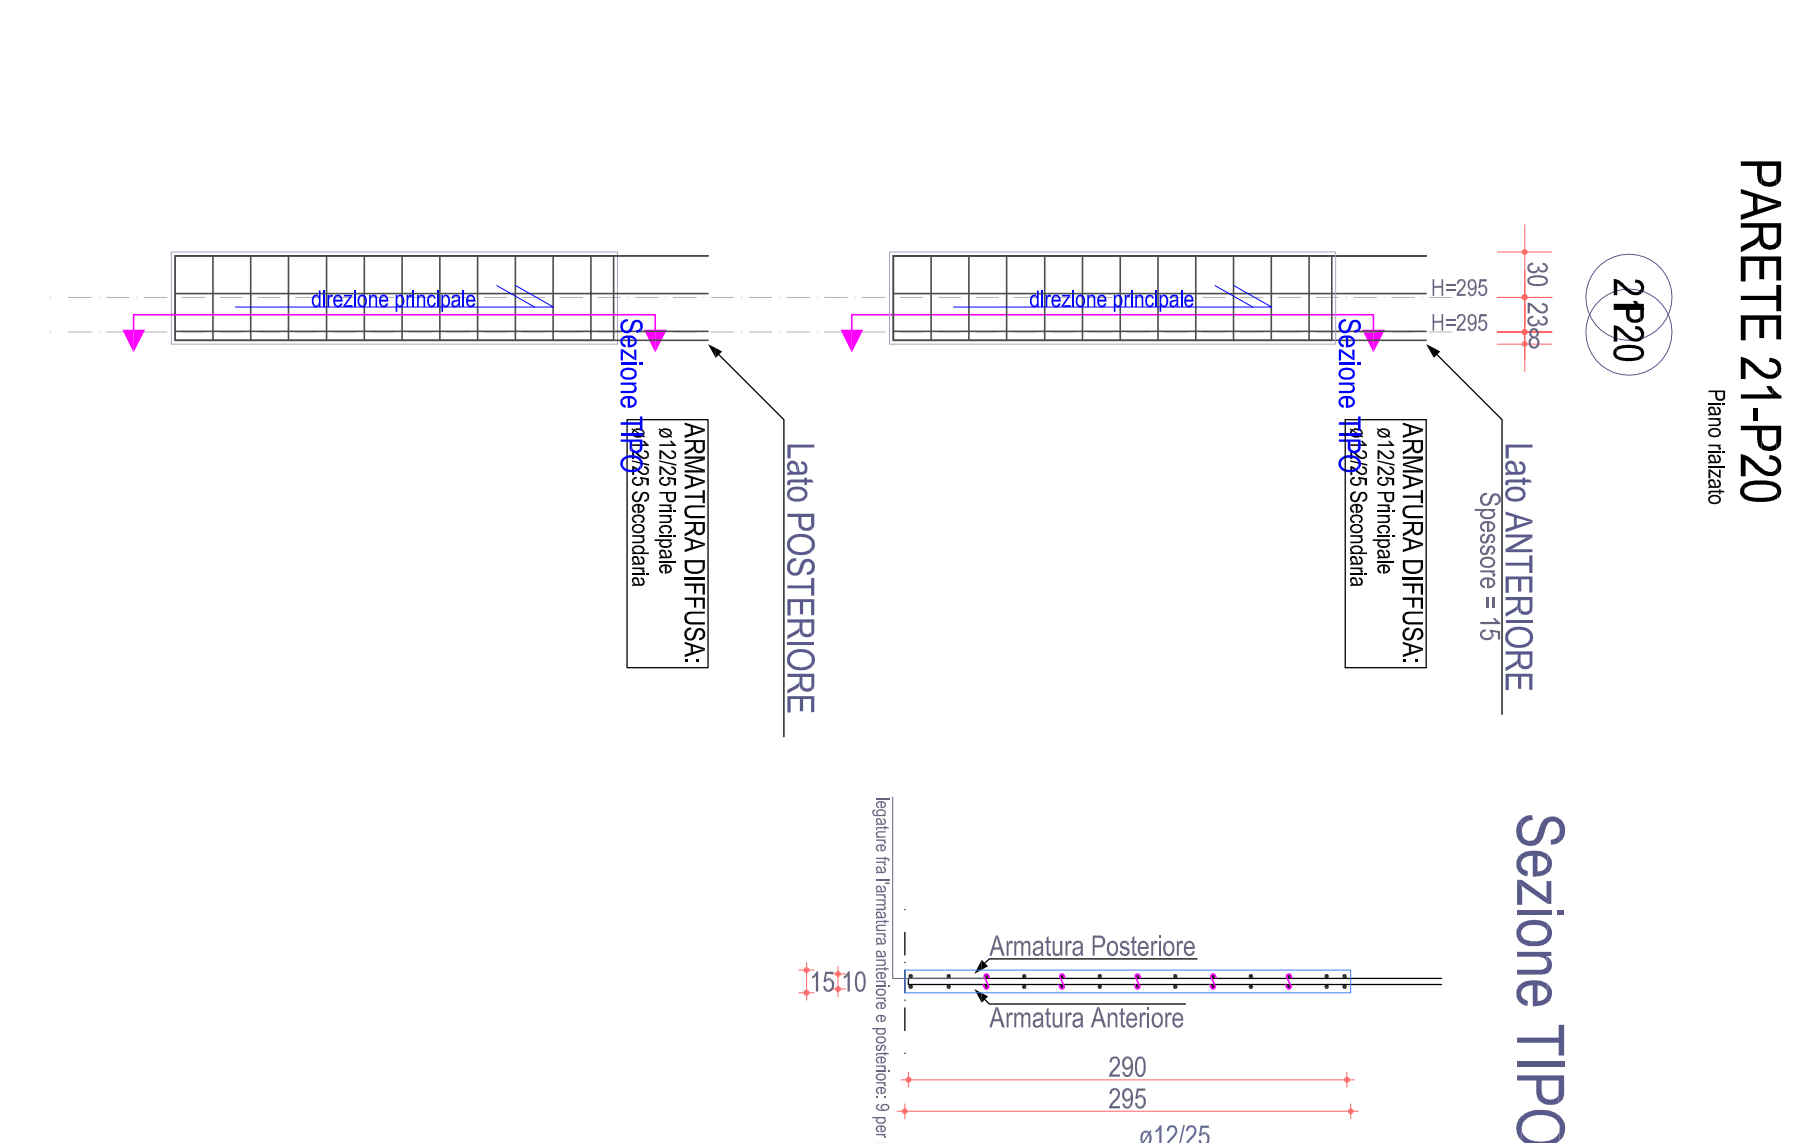 PARETE 21-P20
Piano rialzato
21
P20
30
23
8
H=295
H=295
direzione principale
direzione principale
Sezione TIPO
Sezione TIPO
Lato ANTERIORE
Spessore = 15
ARMATURA DIFFUSA:
ø12/25 Principale
ø12/25 Secondaria
Lato POSTERIORE
ARMATURA DIFFUSA:
ø12/25 Principale
ø12/25 Secondaria
Sezione TIPO
legature fra l'armatura anteriore e posteriore: 9 per
Armatura Posteriore
15
10
Armatura Anteriore
290
295
ø12/25